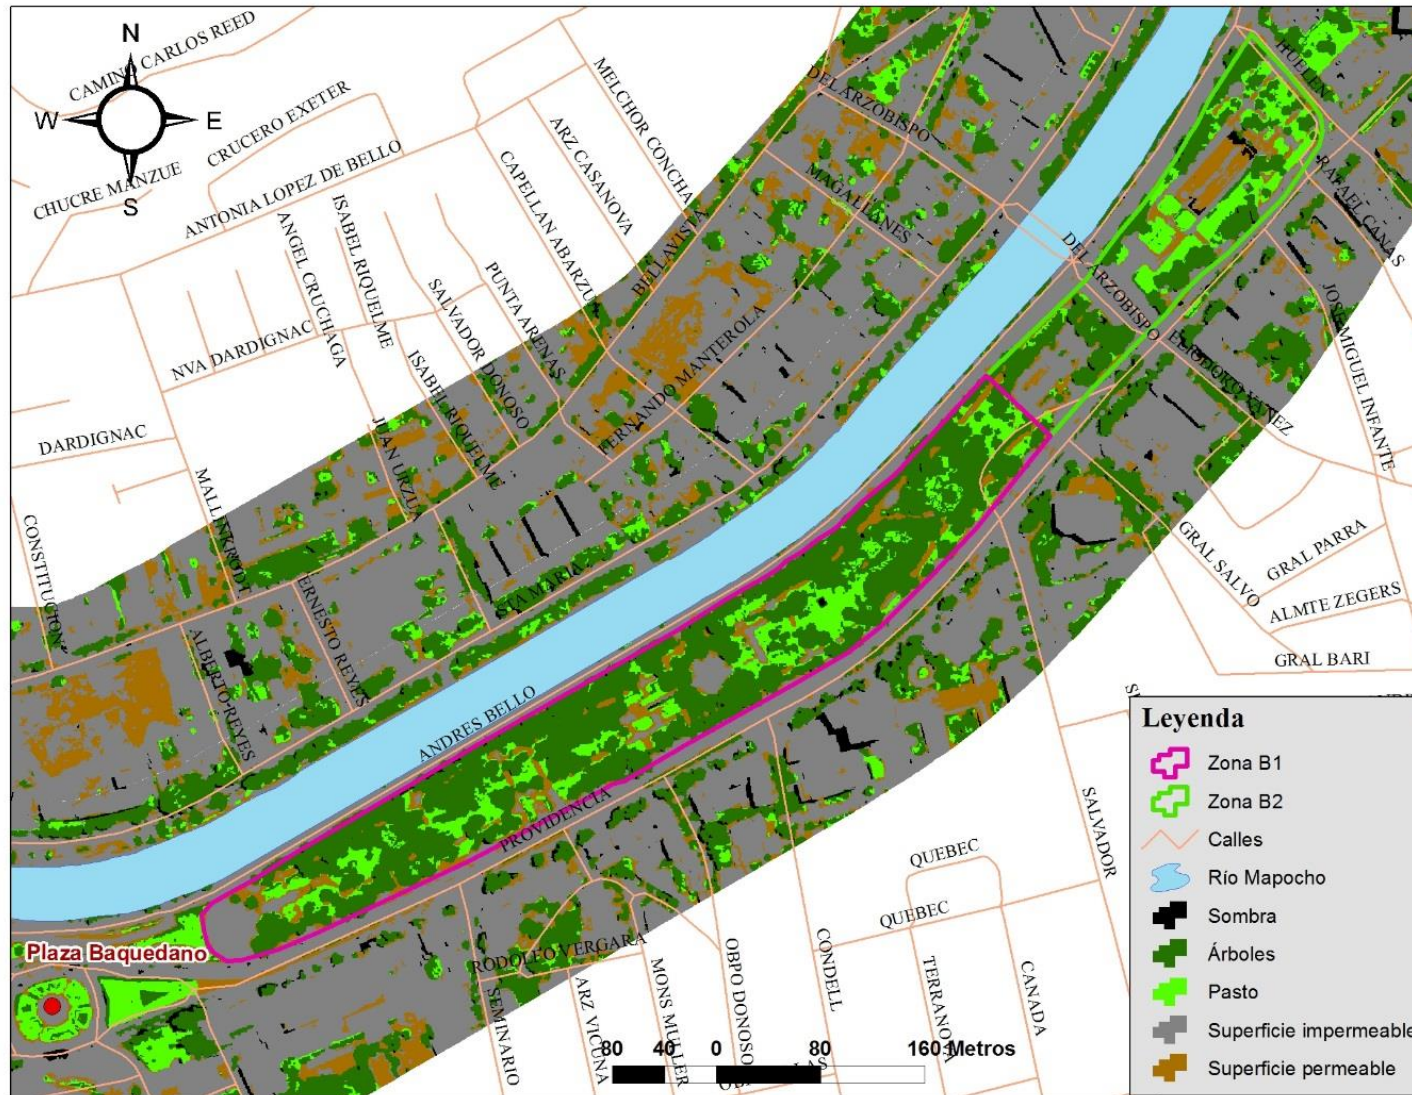 N
W
E
S
CAMINO CARLOS REED
CRUCERO EXETER
CHUCRE MANZUE
ANTONIA LOPEZ DE BELLO
MELCHOR CONCHA
ARZ CASANOVA
CAPELLAN ABARZUA
ISABEL RIQUELME
ANGEL CRUCHAGA
SALVADOR DONOSO
PUNTA ARENAS
BELLAVISTA
DEL ARZOBISPO
MAGALLANES
HUELEN
RAFAEL CAÑAS
DEL ARZOBISPO
ELIODORO YAÑEZ
JOSE MIGUEL INFANTE
NVA DARDIGNAC
ISABEL RIQUELME
JUAN URZUA
FERNANDO MANTEROLA
DARDIGNAC
MALLINKRODT
CONSTITUCION
ERNESTO REYES
ALBERTO REYES
STA MARIA
GRAL SALVO
GRAL PARRA
ALMTE ZEGERS
GRAL BARI
ANDRES BELLO
PROVIDENCIA
SALVADOR
QUEBEC
QUEBEC
Plaza Baquedano
RODOLFO VERGARA
SEMINARIO
ARZ VICUNA
MONS MULLER
OBPO DONOSO
CONDELL
TERRANOVA
CANADA
80 40 0 80 160 Metros
Leyenda
Zona B1
Zona B2
Calles
Río Mapocho
Sombra
Árboles
Pasto
Superficie impermeable
Superficie permeable